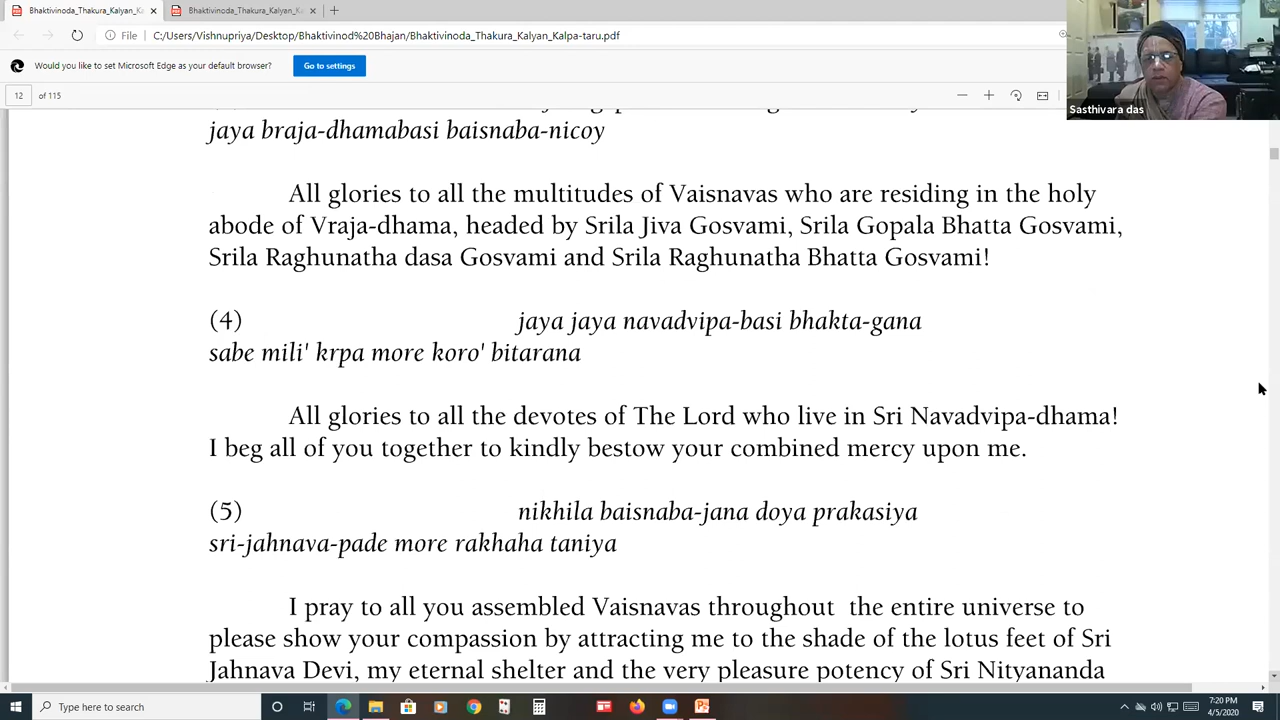 Bhaktivinoda_Thakura_Kalyan_K
Bhaktivinoda_Thakura_Kalyan_K
File C:/Users/Vishnupriya/Desktop/Bhaktivinod%20Bhajan/Bhaktivinoda_Thakura_Kalyan_Kalpa-taru.pdf
Would you like to set Microsoft Edge as your default browser? Go to settings
12 of 115
Sasthivara das
jaya braja-dhamabasi baisnaba-nicoy
All glories to all the multitudes of Vaisnavas who are residing in the holy
abode of Vraja-dhama, headed by Srila Jiva Gosvami, Srila Gopala Bhatta Gosvami,
Srila Raghunatha dasa Gosvami and Srila Raghunatha Bhatta Gosvami!
(4) jaya jaya navadvipa-basi bhakta-gana
sabe mili' krpa more koro' bitarana
All glories to all the devotes of The Lord who live in Sri Navadvipa-dhama!
I beg all of you together to kindly bestow your combined mercy upon me.
(5) nikhila baisnaba-jana doya prakasiya
sri-jahnava-pade more rakhaha taniya
I pray to all you assembled Vaisnavas throughout the entire universe to
please show your compassion by attracting me to the shade of the lotus feet of Sri
Jahnava Devi, my eternal shelter and the very pleasure potency of Sri Nityananda
Type here to search
7:20 PM
4/5/2020